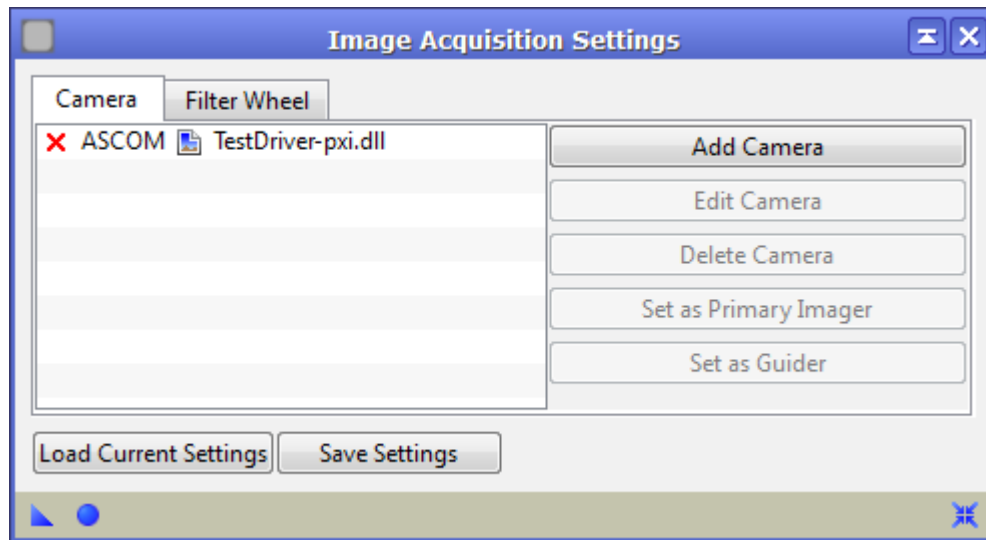 Image Acquisition Settings
Camera
Filter Wheel
ASCOM TestDriver-pxi.dll
Add Camera
Edit Camera
Delete Camera
Set as Primary Imager
Set as Guider
Load Current Settings
Save Settings